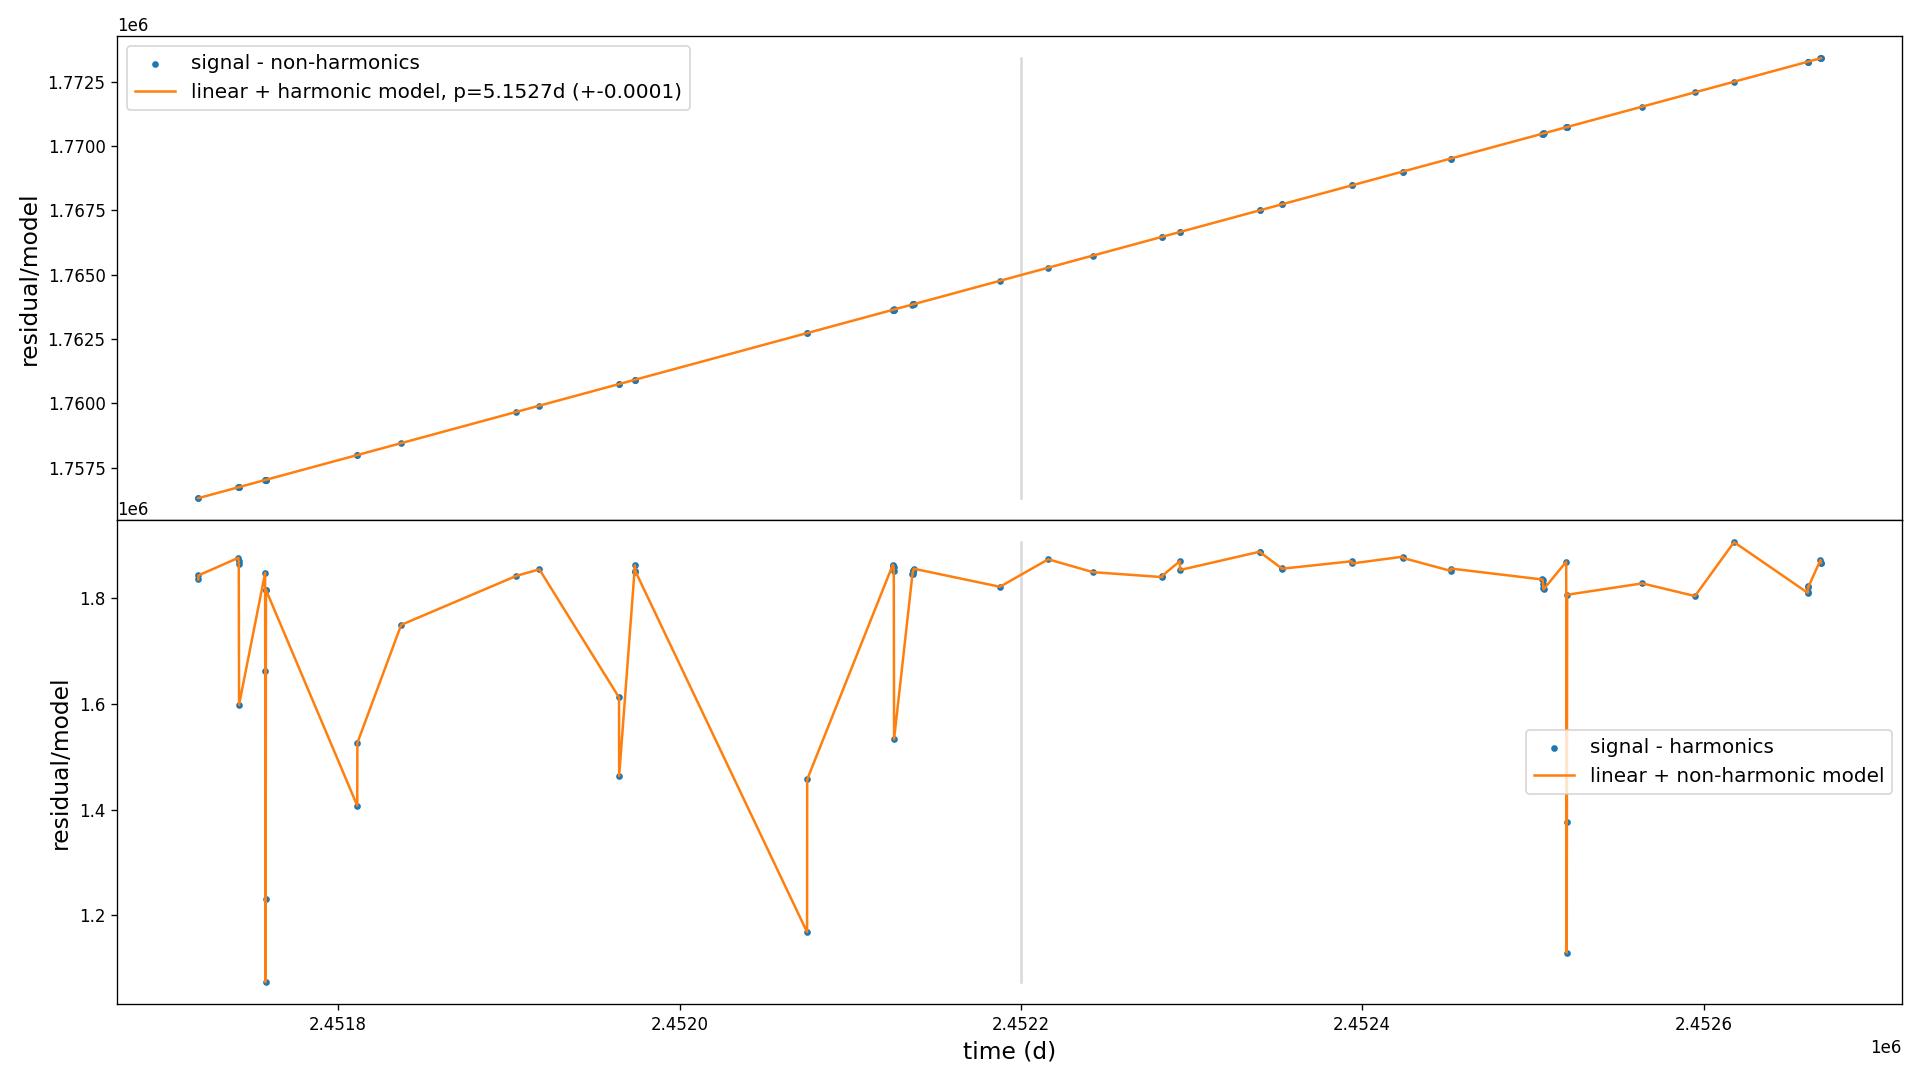 1e6
signal - non-harmonics
linear + harmonic model, p=5.1527d (+-0.0001)
1.7725
1.7700
1.7675
1.7650
1.7625
1.7600
1.7575
residual/model
1e6
1.8
1.6
1.4
1.2
residual/model
signal - harmonics
linear + non-harmonic model
2.4518
2.4520
2.4522
2.4524
2.4526
1e6
time (d)